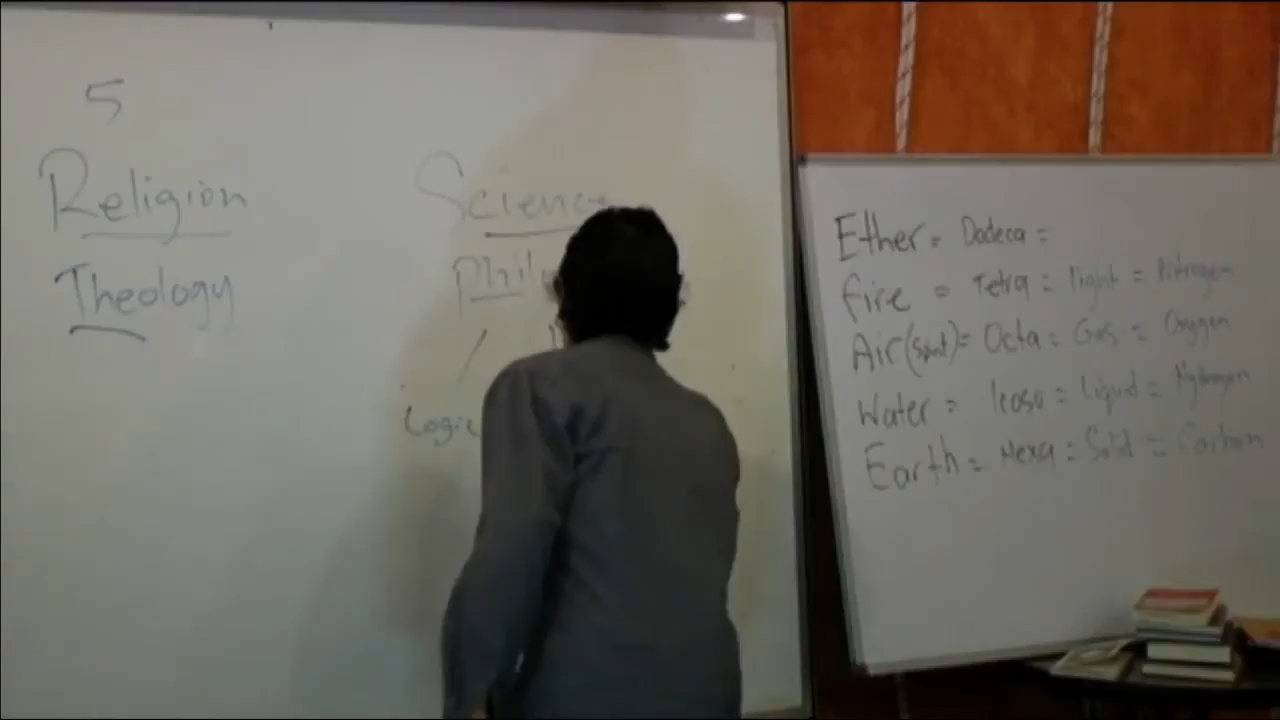 5
Religion
Theology
Science
Phil
Logic
Ether = Dodeca =
fire = Tetra = light = Nitrogen
Air (spirit) = Octa = Gas = Oxygen
Water = Icoso = Liquid = Hydrogen
Earth = Hexa = Solid = Carbon